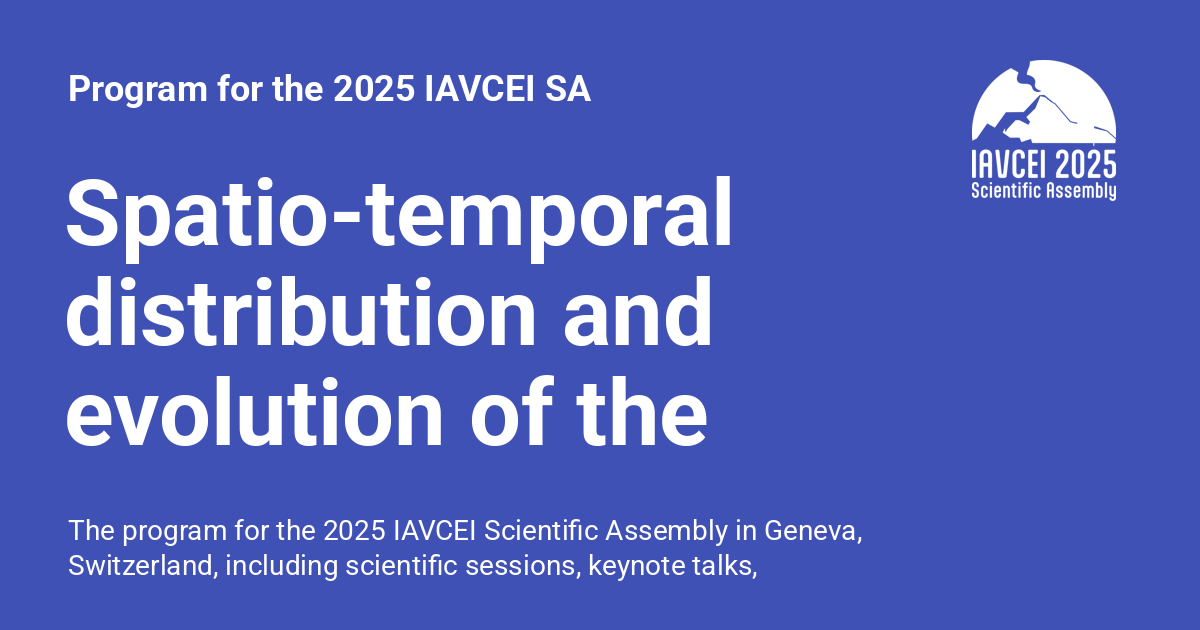 Program for the 2025 IAVCEI SA
IAVCEI 2025
Scientific Assembly
Spatio-temporal
distribution and
evolution of the
The program for the 2025 IAVCEI Scientific Assembly in Geneva,
Switzerland, including scientific sessions, keynote talks,